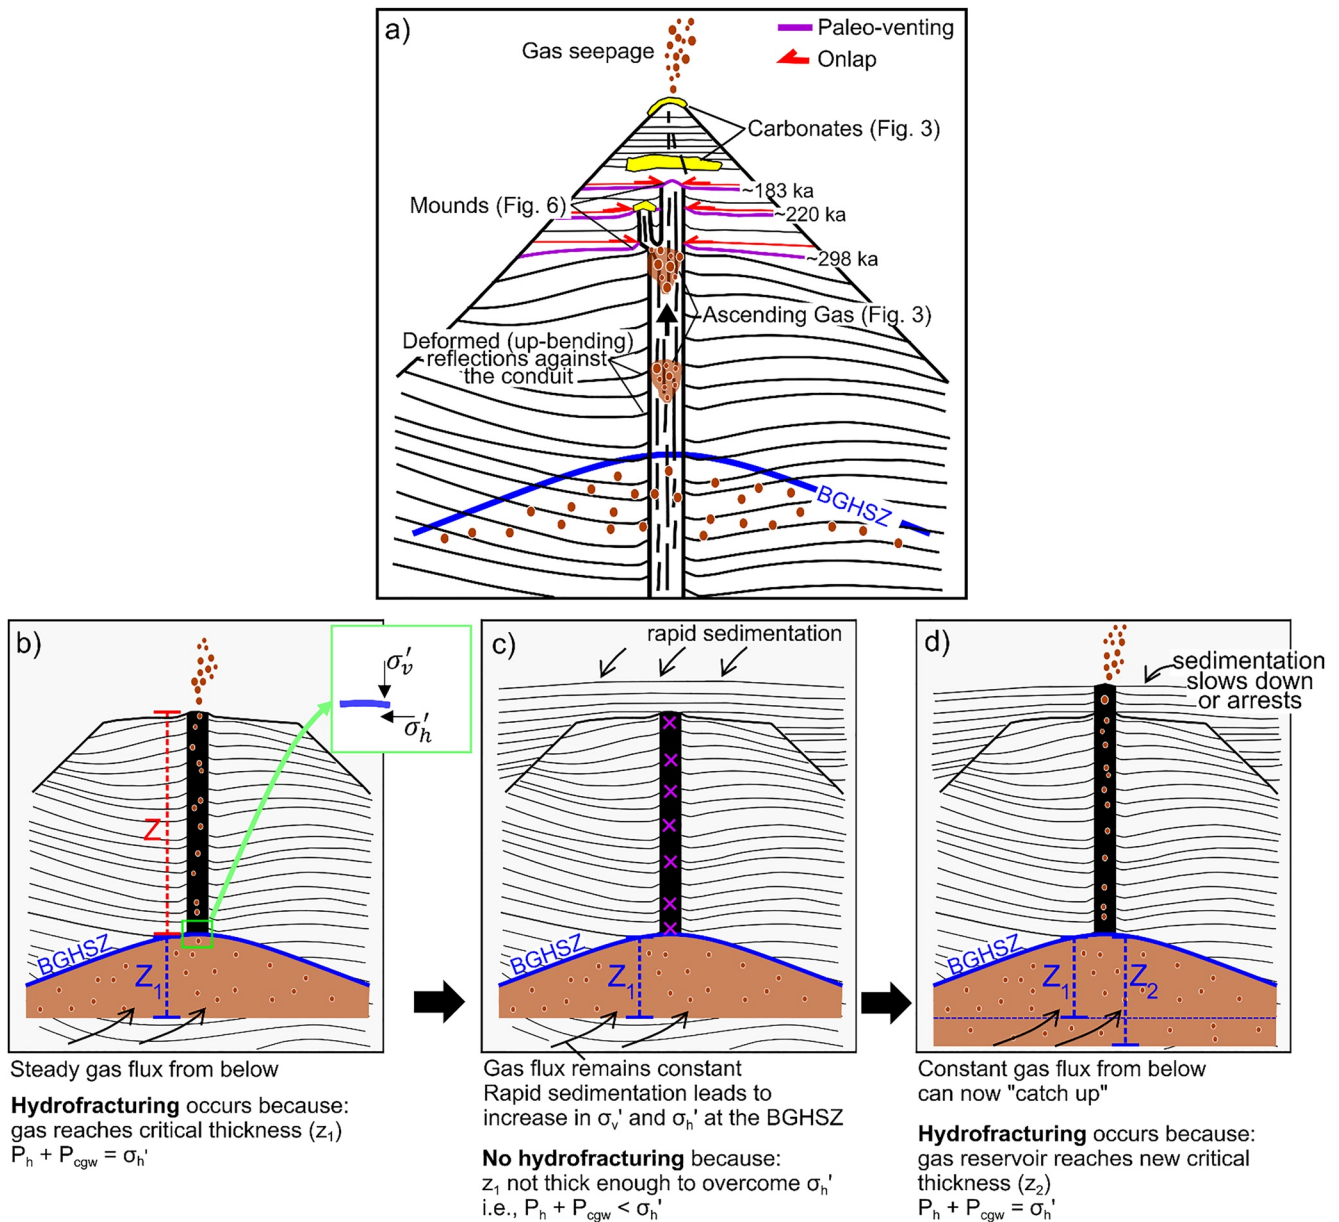 a)
Gas seepage
Paleo-venting
Onlap
Carbonates (Fig. 3)
~183 ka
Mounds (Fig. 6)
~220 ka
~298 ka
Ascending Gas (Fig. 3)
Deformed (up-bending)
reflections against
the conduit
BGHSZ
b)
σᵥ'
σₕ'
Z
BGHSZ
Z₁
Steady gas flux from below
Hydrofracturing occurs because:
gas reaches critical thickness (z₁)
Pₕ + P_cgw = σₕ'
c)
rapid sedimentation
BGHSZ
Z₁
Gas flux remains constant
Rapid sedimentation leads to
increase in σᵥ' and σₕ' at the BGHSZ
No hydrofracturing because:
z₁ not thick enough to overcome σₕ'
i.e., Pₕ + P_cgw < σₕ'
d)
sedimentation
slows down
or arrests
BGHSZ
Z₁
Z₂
Constant gas flux from below
can now "catch up"
Hydrofracturing occurs because:
gas reservoir reaches new critical
thickness (z₂)
Pₕ + P_cgw = σₕ'